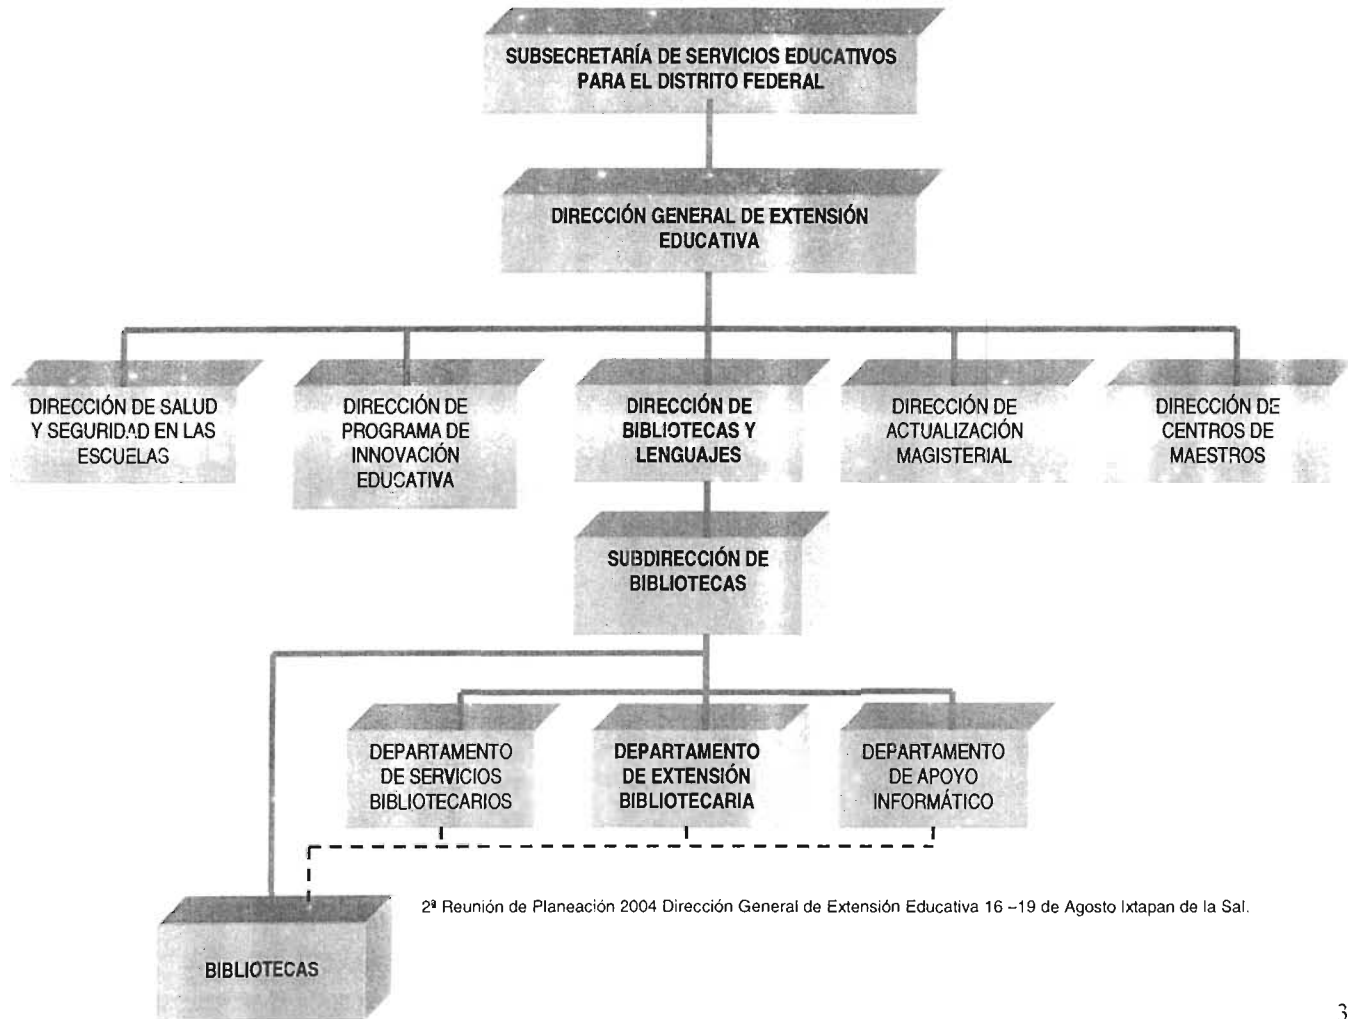 SUBSECRETARÍA DE SERVICIOS EDUCATIVOS
PARA EL DISTRITO FEDERAL
DIRECCIÓN GENERAL DE EXTENSIÓN
EDUCATIVA
DIRECCIÓN DE SALUD
Y SEGURIDAD EN LAS
ESCUELAS
DIRECCIÓN DE
PROGRAMA DE
INNOVACIÓN
EDUCATIVA
DIRECCIÓN DE
BIBLIOTECAS Y
LENGUAJES
DIRECCIÓN DE
ACTUALIZACIÓN
MAGISTERIAL
DIRECCIÓN DE
CENTROS DE
MAESTROS
SUBDIRECCIÓN DE
BIBLIOTECAS
DEPARTAMENTO
DE SERVICIOS
BIBLIOTECARIOS
DEPARTAMENTO
DE EXTENSIÓN
BIBLIOTECARIA
DEPARTAMENTO
DE APOYO
INFORMÁTICO
2ª Reunión de Planeación 2004 Dirección General de Extensión Educativa 16 –19 de Agosto Ixtapan de la Sal.
BIBLIOTECAS
3